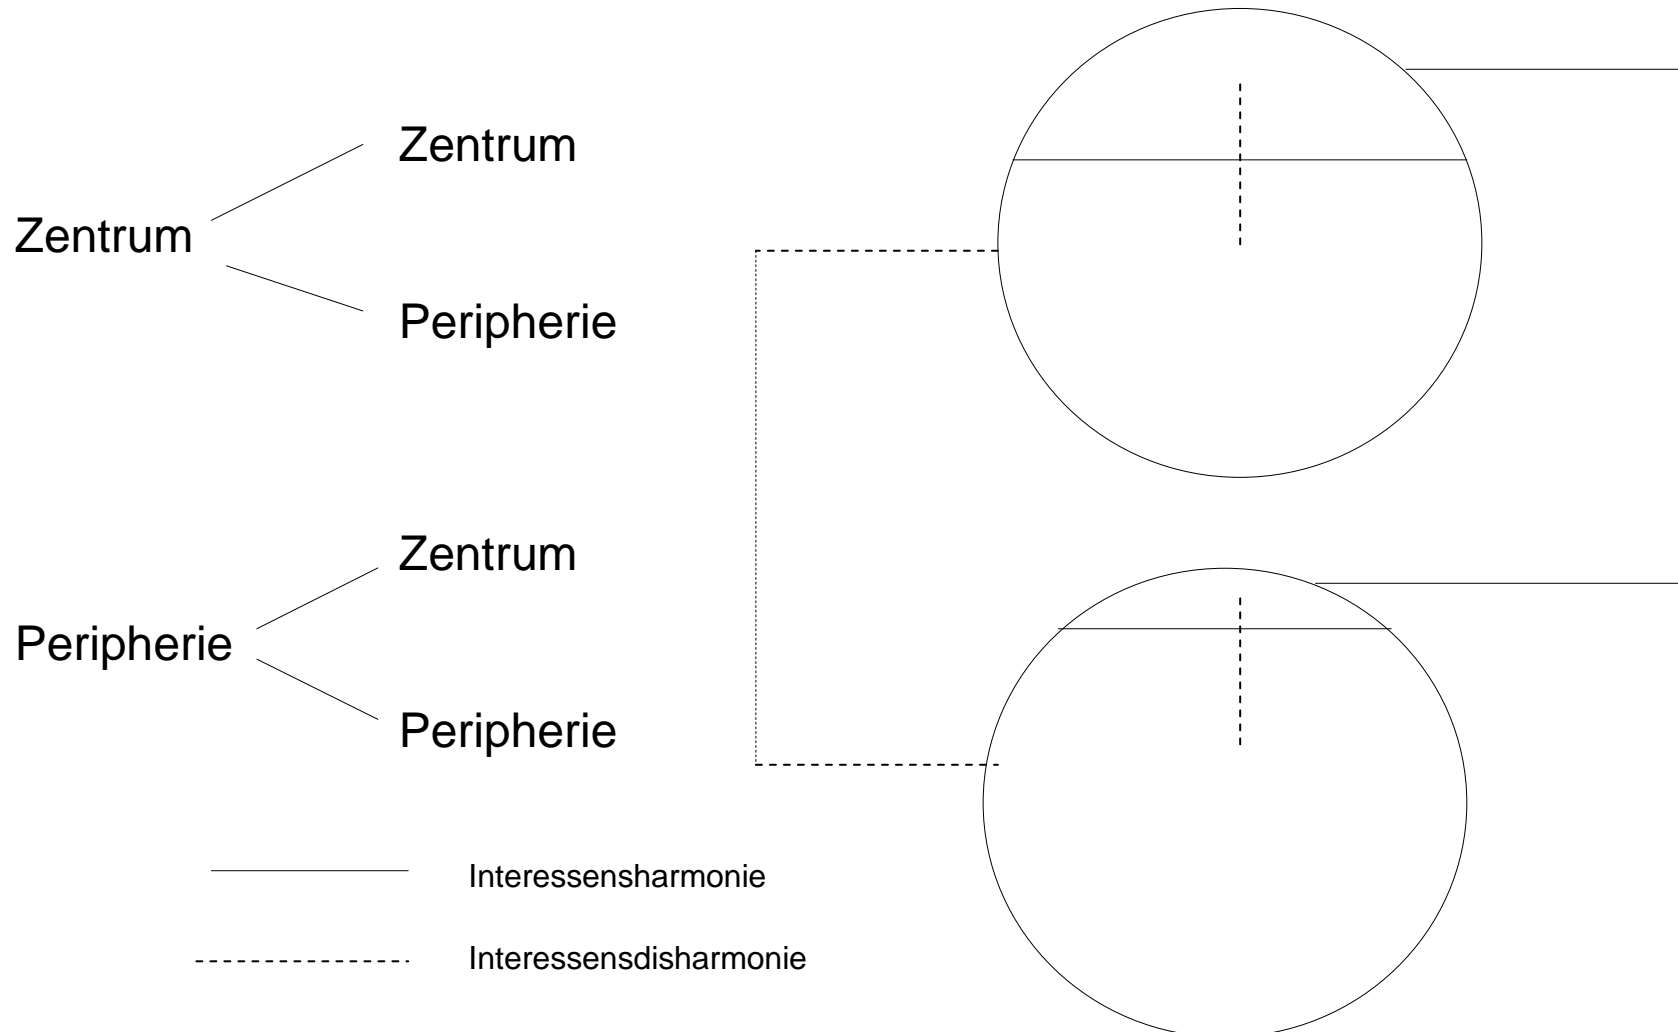 Zentrum
Zentrum
Peripherie
Zentrum
Peripherie
Peripherie
Interessensharmonie
Interessensdisharmonie